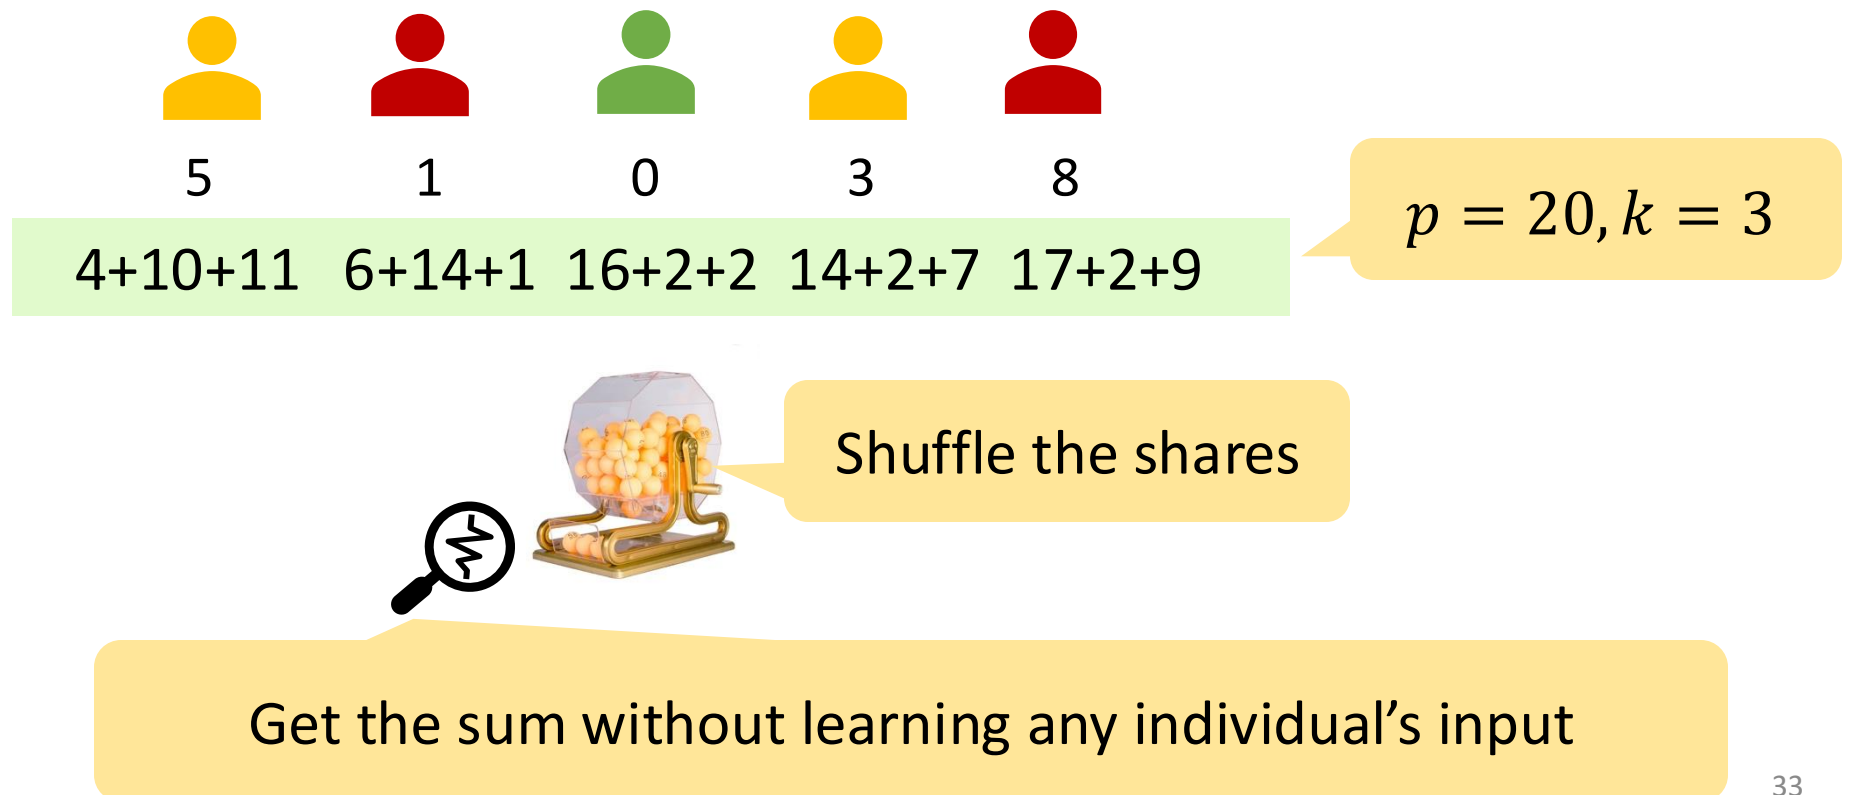 5 1 0 3 8
4+10+11 6+14+1 16+2+2 14+2+7 17+2+9
p = 20, k = 3
Shuffle the shares
Get the sum without learning any individual’s input
33